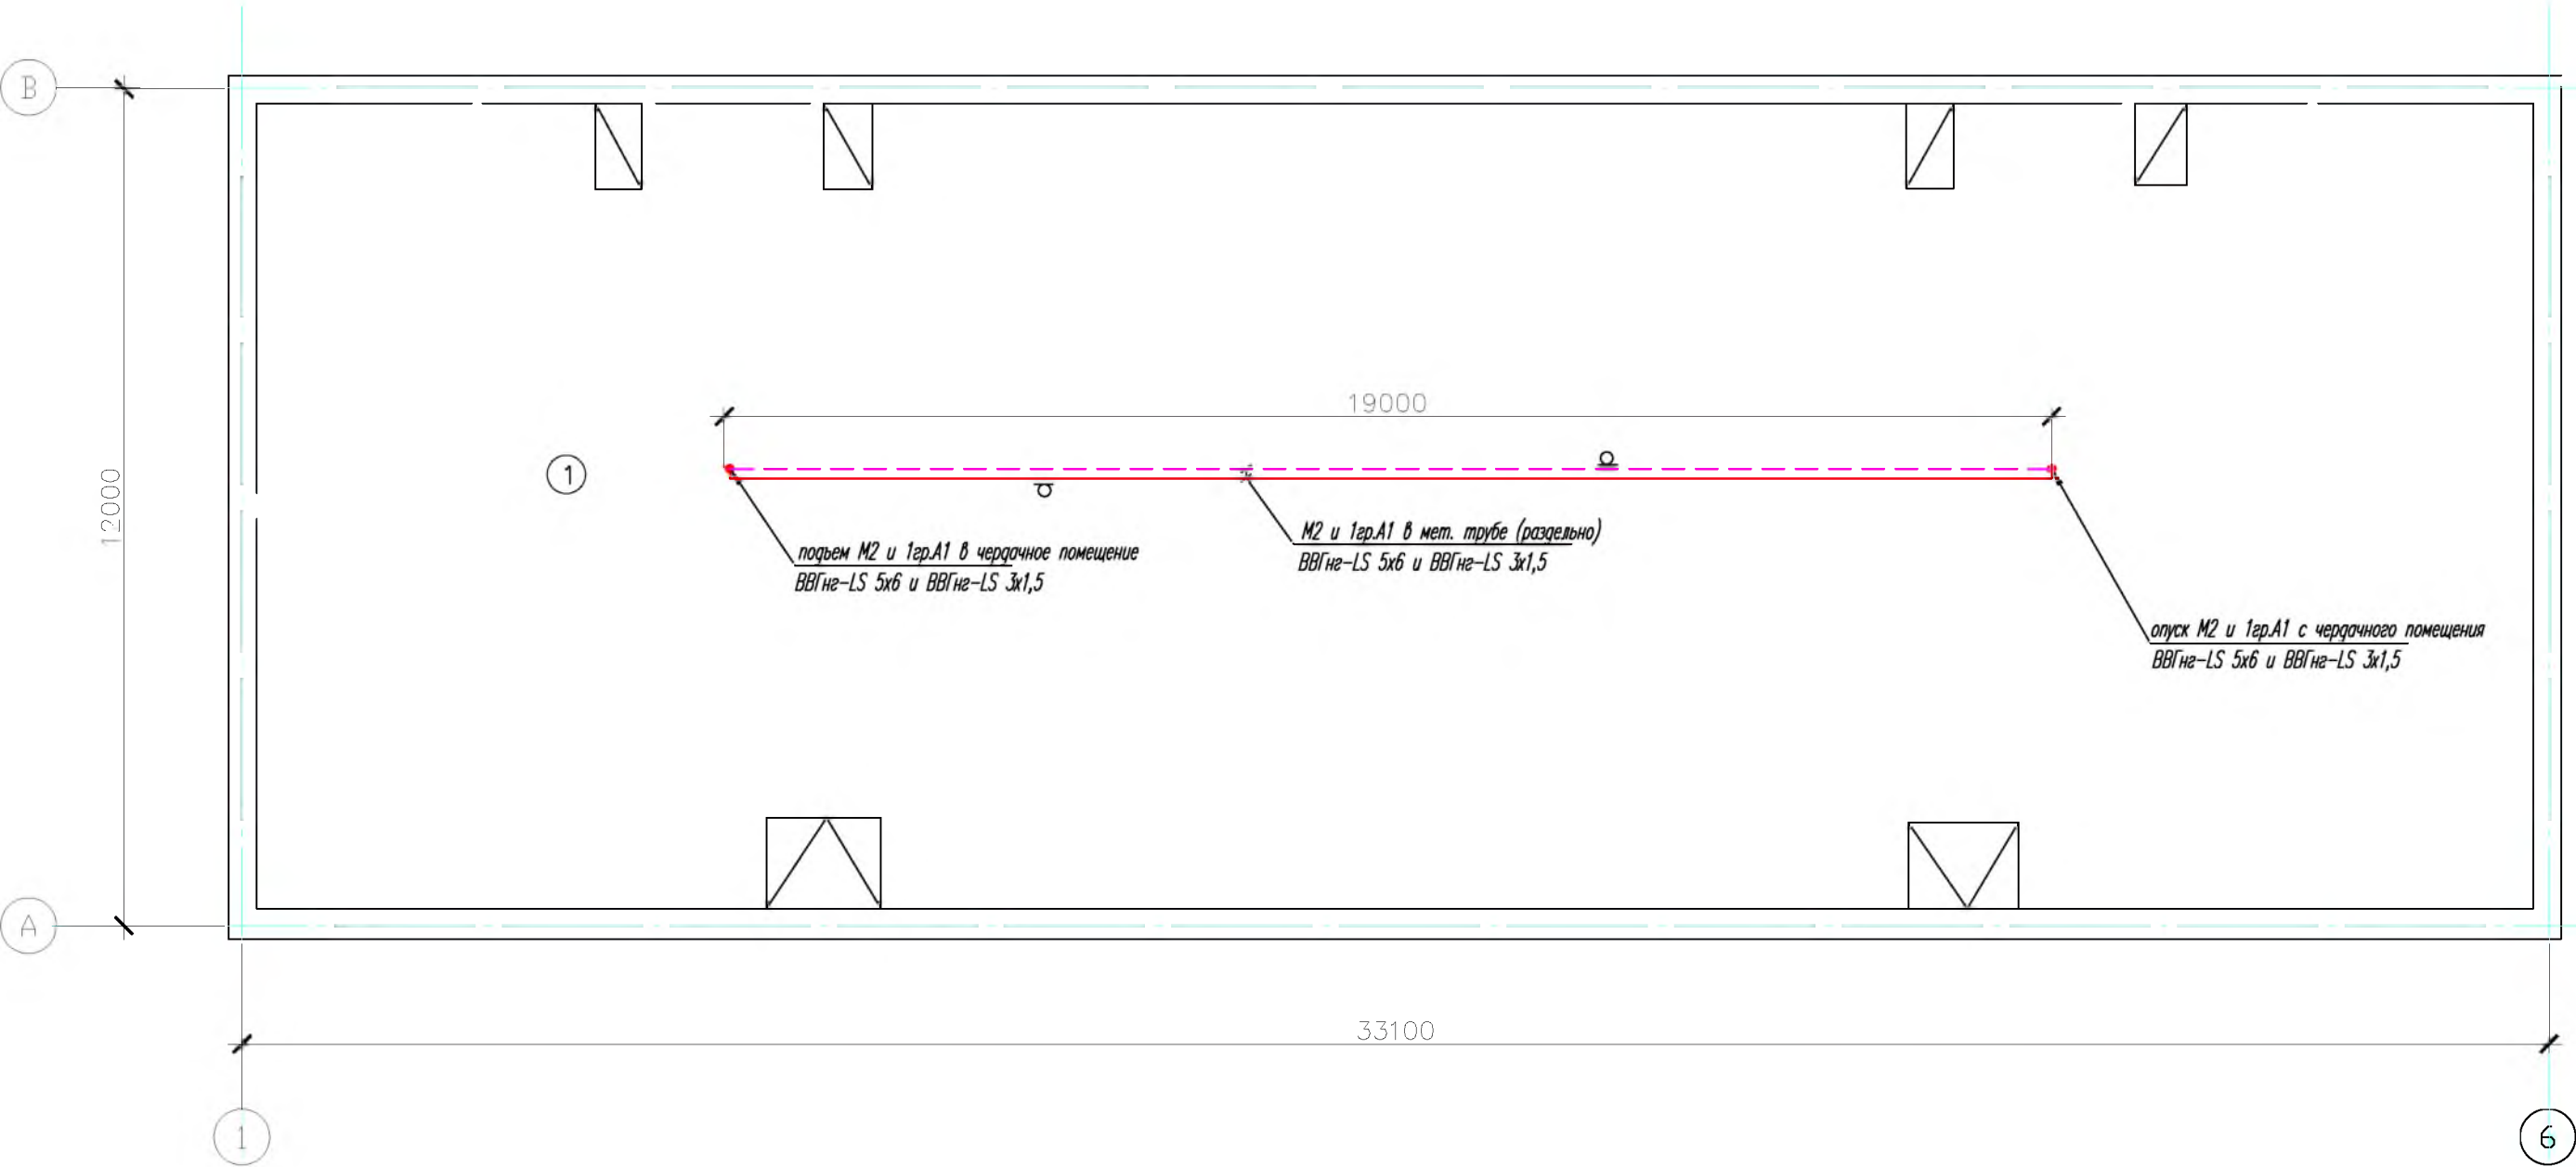 В
19000
1
12000
М2 и 1гр.А1 в мет. трубе (раздельно)
ВВГнг-LS 5х6 и ВВГнг-LS 3х1,5
подъем М2 и 1гр.А1 в чердачное помещение
ВВГнг-LS 5х6 и ВВГнг-LS 3х1,5
опуск М2 и 1гр.А1 с чердачного помещения
ВВГнг-LS 5х6 и ВВГнг-LS 3х1,5
А
33100
1
6